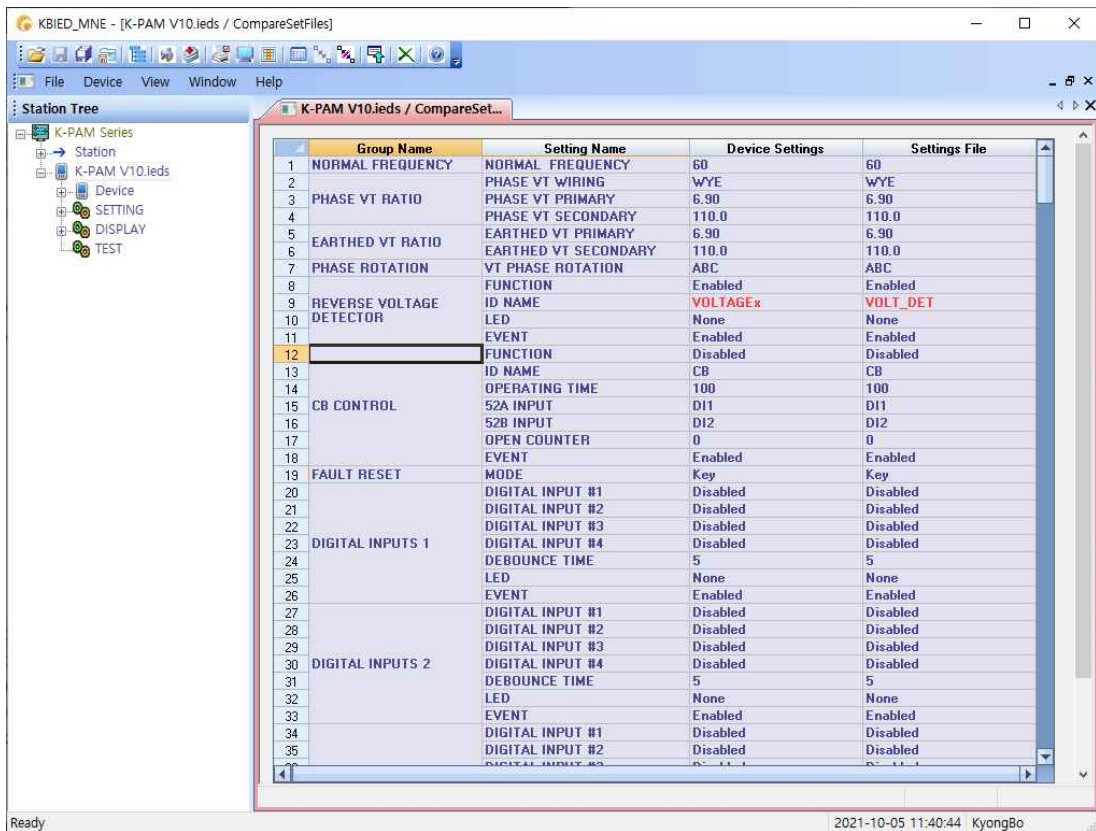 KBIED_MNE - [K-PAM V10.ieds / CompareSetFiles]
File Device View Window Help
Station Tree
K-PAM V10.ieds / CompareSet...
K-PAM Series
Station
K-PAM V10.ieds
Device
SETTING
DISPLAY
TEST
Group Name Setting Name Device Settings Settings File
1 NORMAL FREQUENCY NORMAL FREQUENCY 60 60
2 PHASE VT WIRING WYE WYE
3 PHASE VT RATIO PHASE VT PRIMARY 6.90 6.90
4 PHASE VT SECONDARY 110.0 110.0
5 EARTHED VT RATIO EARTHED VT PRIMARY 6.90 6.90
6 EARTHED VT SECONDARY 110.0 110.0
7 PHASE ROTATION VT PHASE ROTATION ABC ABC
8 FUNCTION Enabled Enabled
9 REVERSE VOLTAGE ID NAME VOLTAGEx VOLT_DET
10 DETECTOR LED None None
11 EVENT Enabled Enabled
12 FUNCTION Disabled Disabled
13 ID NAME CB CB
14 OPERATING TIME 100 100
15 CB CONTROL 52A INPUT DI1 DI1
16 52B INPUT DI2 DI2
17 OPEN COUNTER 0 0
18 EVENT Enabled Enabled
19 FAULT RESET MODE Key Key
20 DIGITAL INPUT #1 Disabled Disabled
21 DIGITAL INPUT #2 Disabled Disabled
22 DIGITAL INPUT #3 Disabled Disabled
23 DIGITAL INPUTS 1 DIGITAL INPUT #4 Disabled Disabled
24 DEBOUNCE TIME 5 5
25 LED None None
26 EVENT Enabled Enabled
27 DIGITAL INPUT #1 Disabled Disabled
28 DIGITAL INPUT #2 Disabled Disabled
29 DIGITAL INPUT #3 Disabled Disabled
30 DIGITAL INPUTS 2 DIGITAL INPUT #4 Disabled Disabled
31 DEBOUNCE TIME 5 5
32 LED None None
33 EVENT Enabled Enabled
34 DIGITAL INPUT #1 Disabled Disabled
35 DIGITAL INPUT #2 Disabled Disabled
Ready 2021-10-05 11:40:44 KyongBo